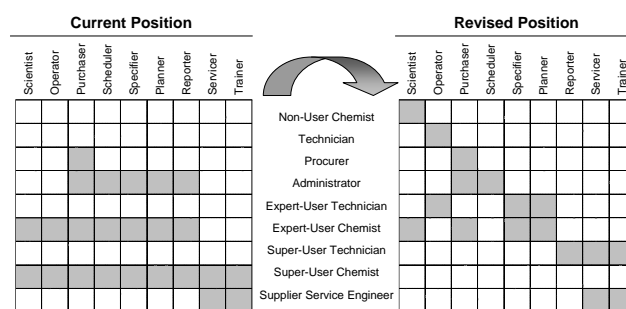 Current Position
Revised Position
Scientist
Operator
Purchaser
Scheduler
Specifier
Planner
Reporter
Servicer
Trainer
Scientist
Operator
Purchaser
Scheduler
Specifier
Planner
Reporter
Servicer
Trainer
Non-User Chemist
Technician
Procurer
Administrator
Expert-User Technician
Expert-User Chemist
Super-User Technician
Super-User Chemist
Supplier Service Engineer